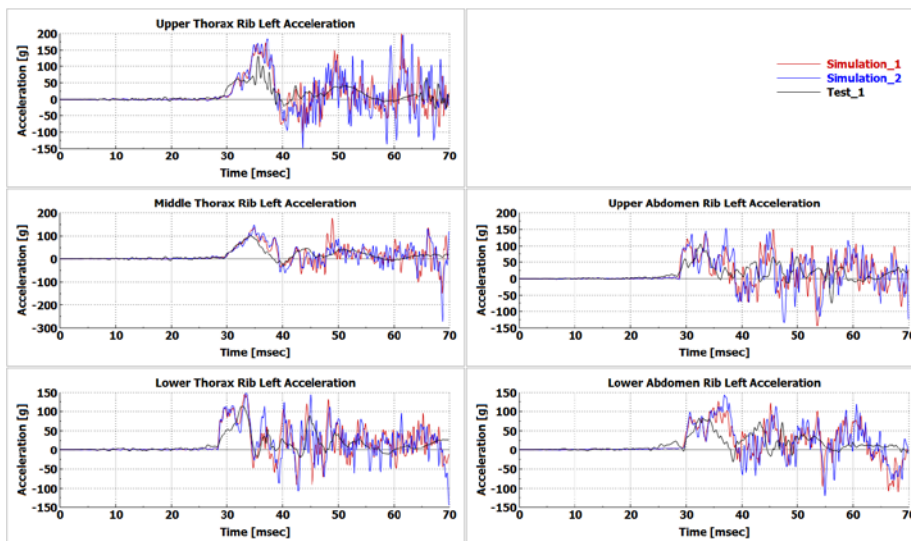 Upper Thorax Rib Left Acceleration
Acceleration [g]
200
150
100
50
0
-50
-100
-150
0 10 20 30 40 50 60 70
Time [msec]
Simulation_1
Simulation_2
Test_1
Middle Thorax Rib Left Acceleration
Acceleration [g]
200
100
0
-100
-200
-300
0 10 20 30 40 50 60 70
Time [msec]
Upper Abdomen Rib Left Acceleration
Acceleration [g]
200
150
100
50
0
-50
-100
-150
0 10 20 30 40 50 60 70
Time [msec]
Lower Thorax Rib Left Acceleration
Acceleration [g]
150
100
50
0
-50
-100
-150
0 10 20 30 40 50 60 70
Time [msec]
Lower Abdomen Rib Left Acceleration
Acceleration [g]
150
100
50
0
-50
-100
-150
0 10 20 30 40 50 60 70
Time [msec]